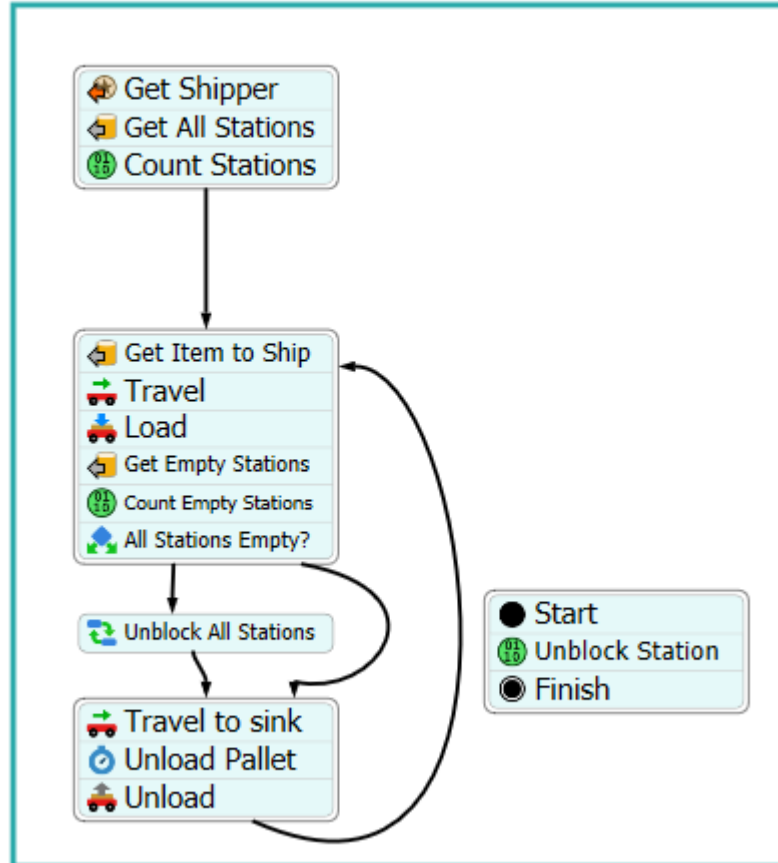 Get Shipper
Get All Stations
Count Stations
Get Item to Ship
Travel
Load
Get Empty Stations
Count Empty Stations
All Stations Empty?
Unblock All Stations
Travel to sink
Unload Pallet
Unload
Start
Unblock Station
Finish